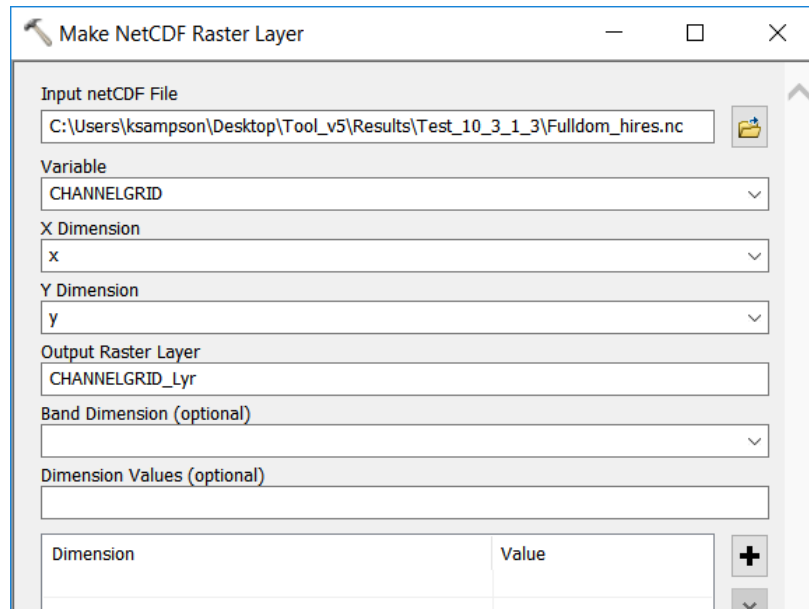 Make NetCDF Raster Layer
Input netCDF File
C:\Users\ksampson\Desktop\Tool_v5\Results\Test_10_3_1_3\Fulldom_hires.nc
Variable
CHANNELGRID
X Dimension
x
Y Dimension
y
Output Raster Layer
CHANNELGRID_Lyr
Band Dimension (optional)
Dimension Values (optional)
Dimension Value